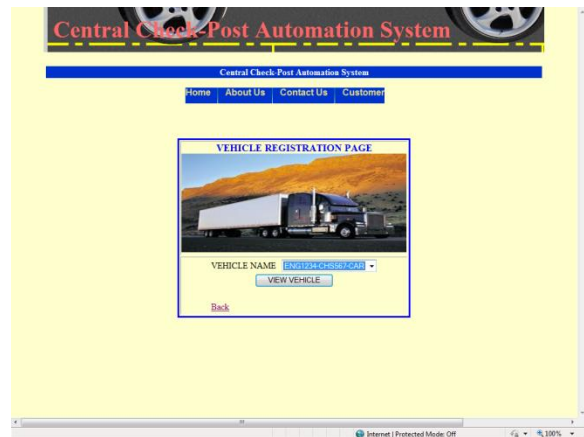 Central Check-Post Automation System
Central Check-Post Automation System
Home About Us Contact Us Customer
VEHICLE REGISTRATION PAGE
VEHICLE NAME ENG1234-CHS567-CAR
VIEW VEHICLE
Back
Internet | Protected Mode: Off 100%